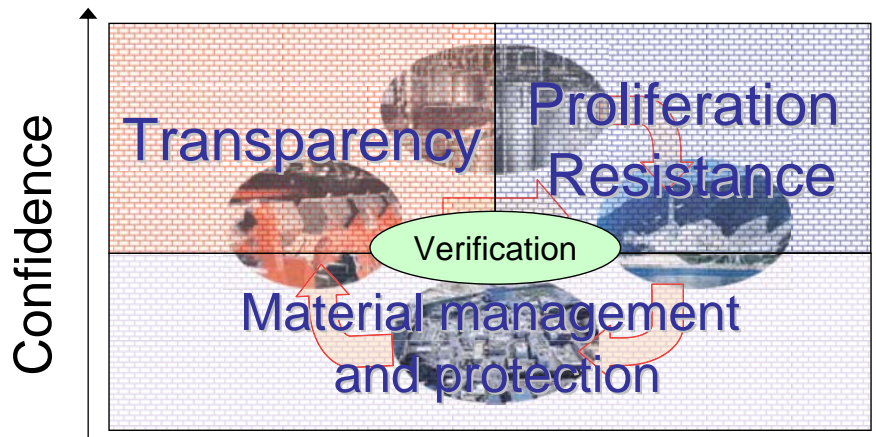 Confidence
Transparency
Proliferation
Resistance
Verification
Material management
and protection